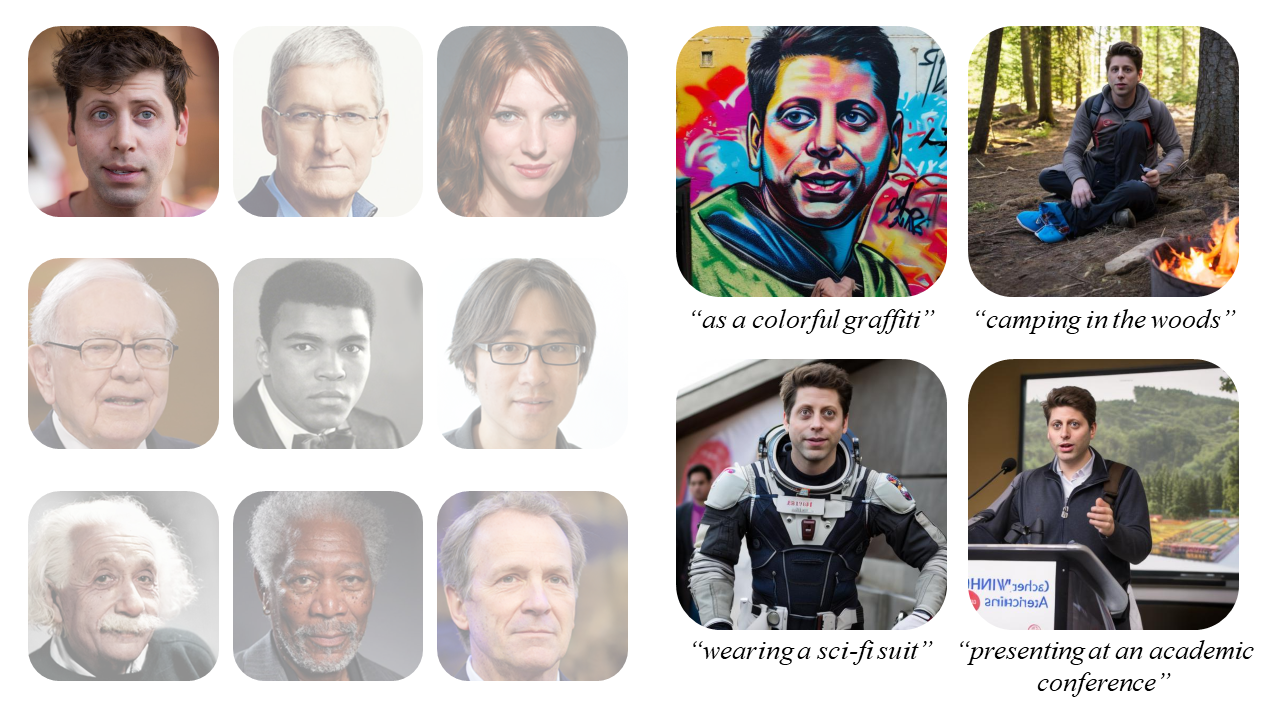 “as a colorful graffiti”
“camping in the woods”
“wearing a sci-fi suit”
“presenting at an academic
conference”